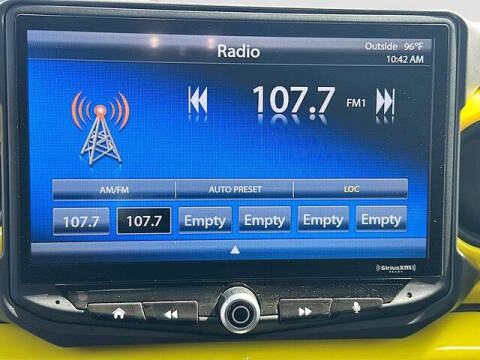 Radio
Outside 96°F
10:42 AM
107.7 FM1
AM/FM AUTO PRESET LOC
107.7 107.7 Empty Empty Empty Empty
SiriusXM
READY